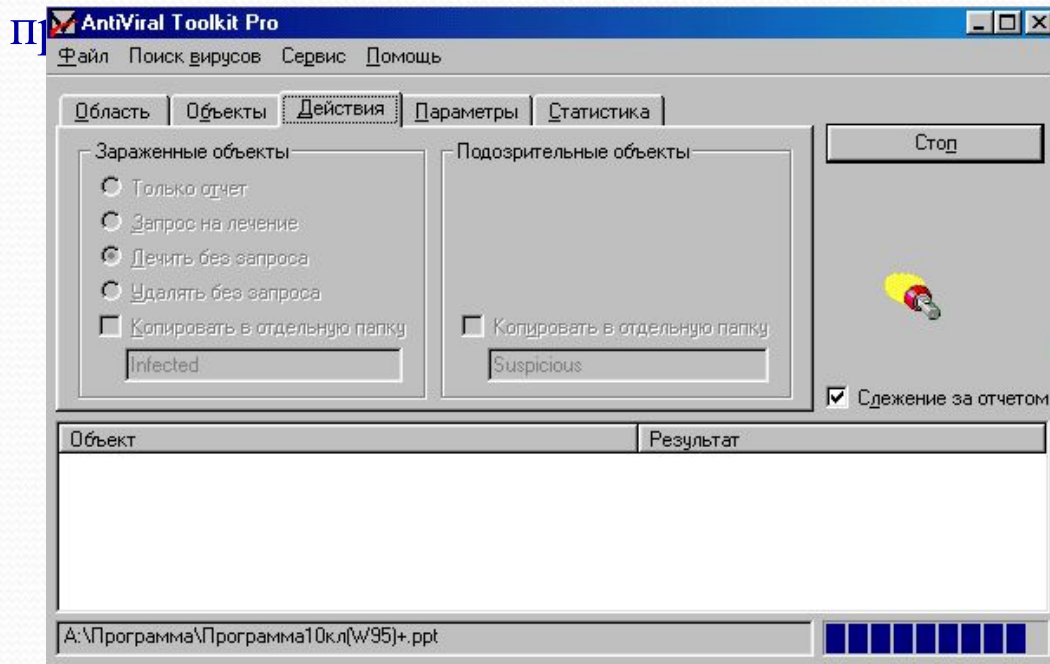 AntiViral Toolkit Pro
Файл Поиск вирусов Сервис Помощь
Область Объекты Действия Параметры Статистика
Стоп
Зараженные объекты
Подозрительные объекты
Только отчет
Запрос на лечение
Лечить без запроса
Удалять без запроса
Копировать в отдельную папку
Копировать в отдельную папку
Infected
Suspicious
Слежение за отчетом
Объект Результат
A:\Программа\Программа10кл(W95)+.ppt